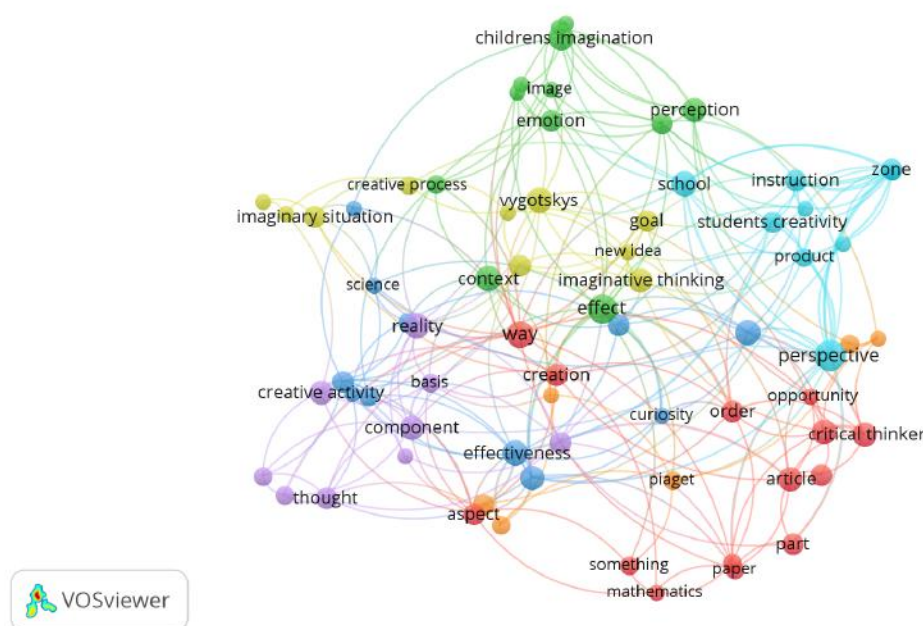 childrens imagination
image
perception
emotion
zone
school
instruction
creative process
vygotskys
imaginary situation
goal
students creativity
new idea
product
context
imaginative thinking
science
effect
reality
way
perspective
creation
basis
creative activity
opportunity
curiosity
order
component
critical thinker
effectiveness
piaget
article
thought
aspect
part
something
paper
mathematics
VOSviewer